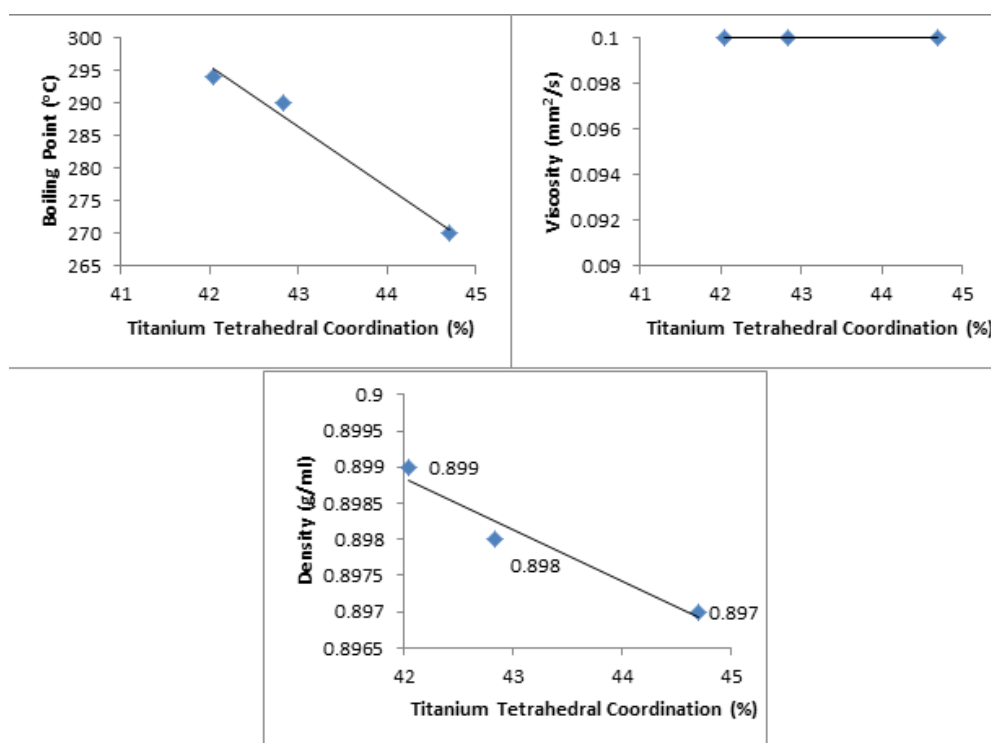 300
295
290
285
280
275
270
265
Boiling Point (°C)
41 42 43 44 45
Titanium Tetrahedral Coordination (%)
0.1
0.098
0.096
0.094
0.092
0.09
Viscosity (mm²/s)
41 42 43 44 45
Titanium Tetrahedral Coordination (%)
0.9
0.8995
0.899
0.8985
0.898
0.8975
0.897
0.8965
Density (g/ml)
0.899
0.898
0.897
42 43 44 45
Titanium Tetrahedral Coordination (%)